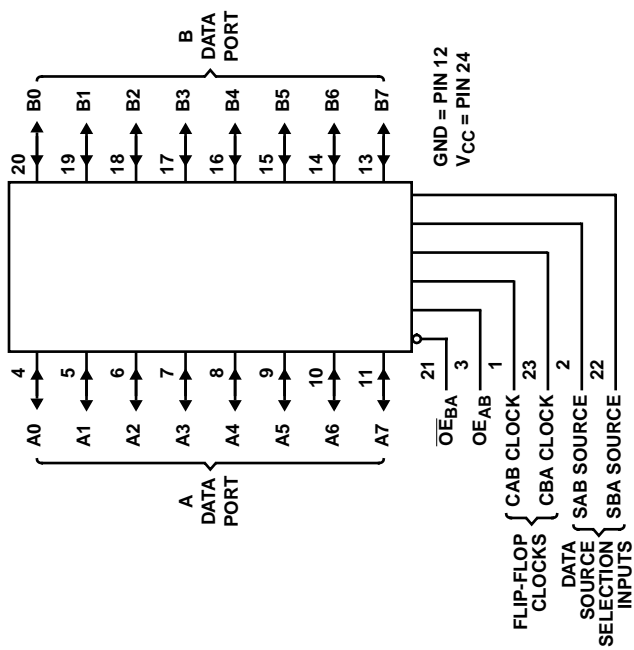 A
DATA
PORT
A0 4 20 B0
A1 5 19 B1
A2 6 18 B2
A3 7 17 B3
A4 8 16 B4
A5 9 15 B5
A6 10 14 B6
A7 11 13 B7
B
DATA
PORT
GND = PIN 12
VCC = PIN 24
OEBA 21
OEAB 3
FLIP-FLOP
CLOCKS
CAB CLOCK 1
CBA CLOCK 23
DATA
SOURCE
SELECTION
INPUTS
SAB SOURCE 2
SBA SOURCE 22